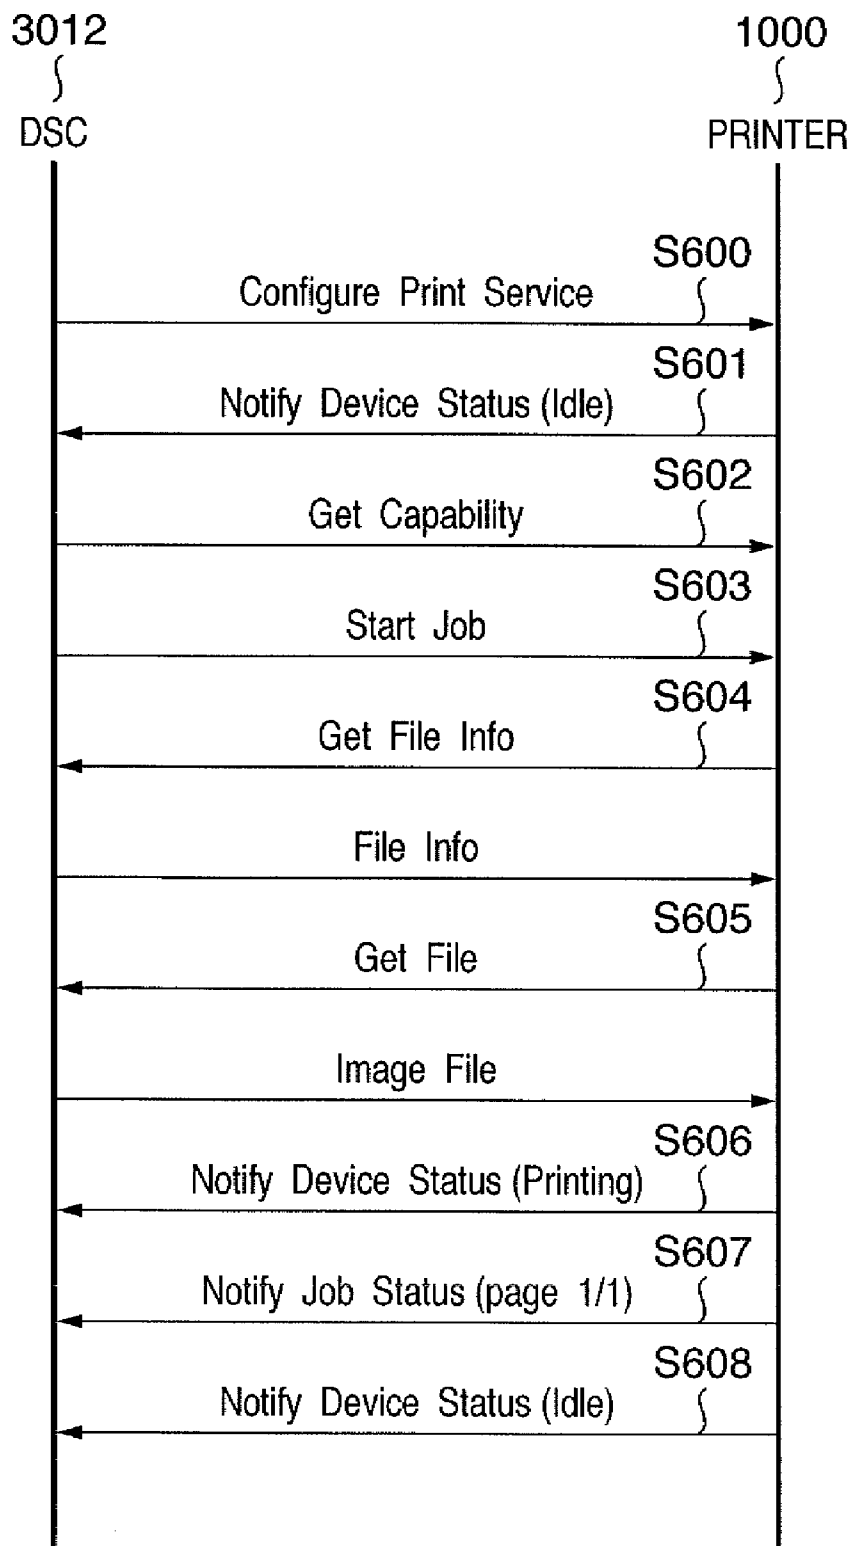 3012
1000
DSC
PRINTER
S600
Configure Print Service
S601
Notify Device Status (Idle)
S602
Get Capability
S603
Start Job
S604
Get File Info
File Info
S605
Get File
Image File
S606
Notify Device Status (Printing)
S607
Notify Job Status (page 1/1)
S608
Notify Device Status (Idle)